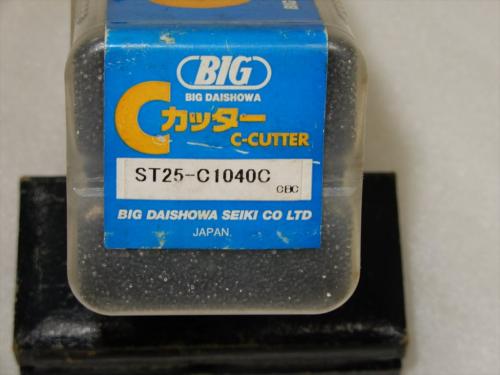 BIG
BIG DAISHOWA
Cカッター
C-CUTTER
ST25-C1040C
CBC
BIG DAISHOWA SEIKI CO LTD
JAPAN.